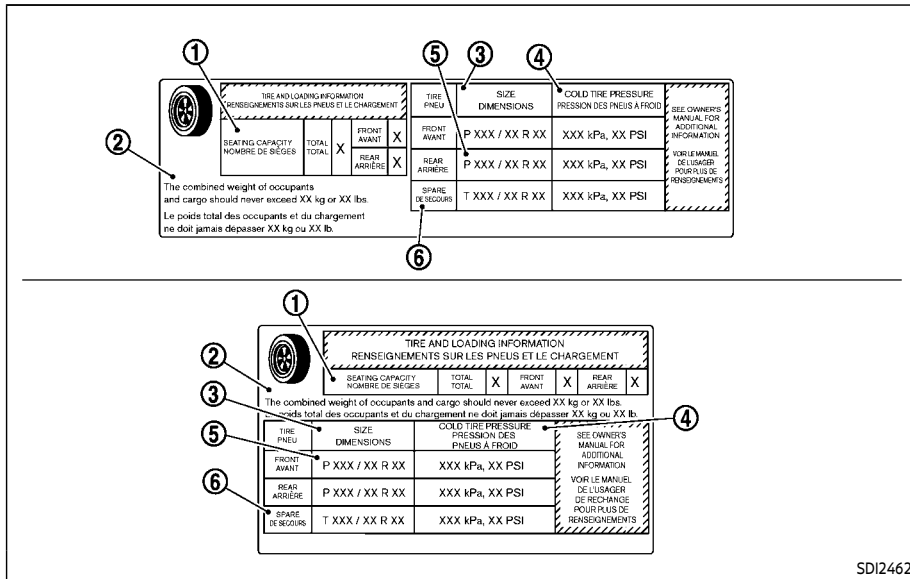 ① ⑤ ③ ④
②
TIRE AND LOADING INFORMATION
RENSEIGNEMENTS SUR LES PNEUS ET LE CHARGEMENT
SEATING CAPACITY
NOMBRE DE SIÈGES
TOTAL
TOTAL
X
FRONT
AVANT
X
REAR
ARRIÈRE
X
The combined weight of occupants
and cargo should never exceed XX kg or XX lbs.
Le poids total des occupants et du chargement
ne doit jamais dépasser XX kg ou XX lb.
TIRE
PNEU
SIZE
DIMENSIONS
COLD TIRE PRESSURE
PRESSION DES PNEUS À FROID
FRONT
AVANT
P XXX / XX R XX
XXX kPa, XX PSI
REAR
ARRIÈRE
P XXX / XX R XX
XXX kPa, XX PSI
SPARE
DE SECOURS
T XXX / XX R XX
XXX kPa, XX PSI
SEE OWNER'S
MANUAL FOR
ADDITIONAL
INFORMATION
VOIR LE MANUEL
DE L'USAGER
POUR PLUS DE
RENSEIGNEMENTS
⑥
①
②
③
④
⑤
⑥
TIRE AND LOADING INFORMATION
RENSEIGNEMENTS SUR LES PNEUS ET LE CHARGEMENT
SEATING CAPACITY
NOMBRE DE SIÈGES
TOTAL
TOTAL
X
FRONT
AVANT
X
REAR
ARRIÈRE
X
The combined weight of occupants and cargo should never exceed XX kg or XX lbs.
Le poids total des occupants et du chargement ne doit jamais dépasser XX kg ou XX lb.
TIRE
PNEU
SIZE
DIMENSIONS
COLD TIRE PRESSURE
PRESSION DES
PNEUS À FROID
FRONT
AVANT
P XXX / XX R XX
XXX kPa, XX PSI
REAR
ARRIÈRE
P XXX / XX R XX
XXX kPa, XX PSI
SPARE
DE SECOURS
T XXX / XX R XX
XXX kPa, XX PSI
SEE OWNER'S
MANUAL FOR
ADDITIONAL
INFORMATION
VOIR LE MANUEL
DE L'USAGER
DE RECHANGE
POUR PLUS DE
RENSEIGNEMENTS
SDI2462